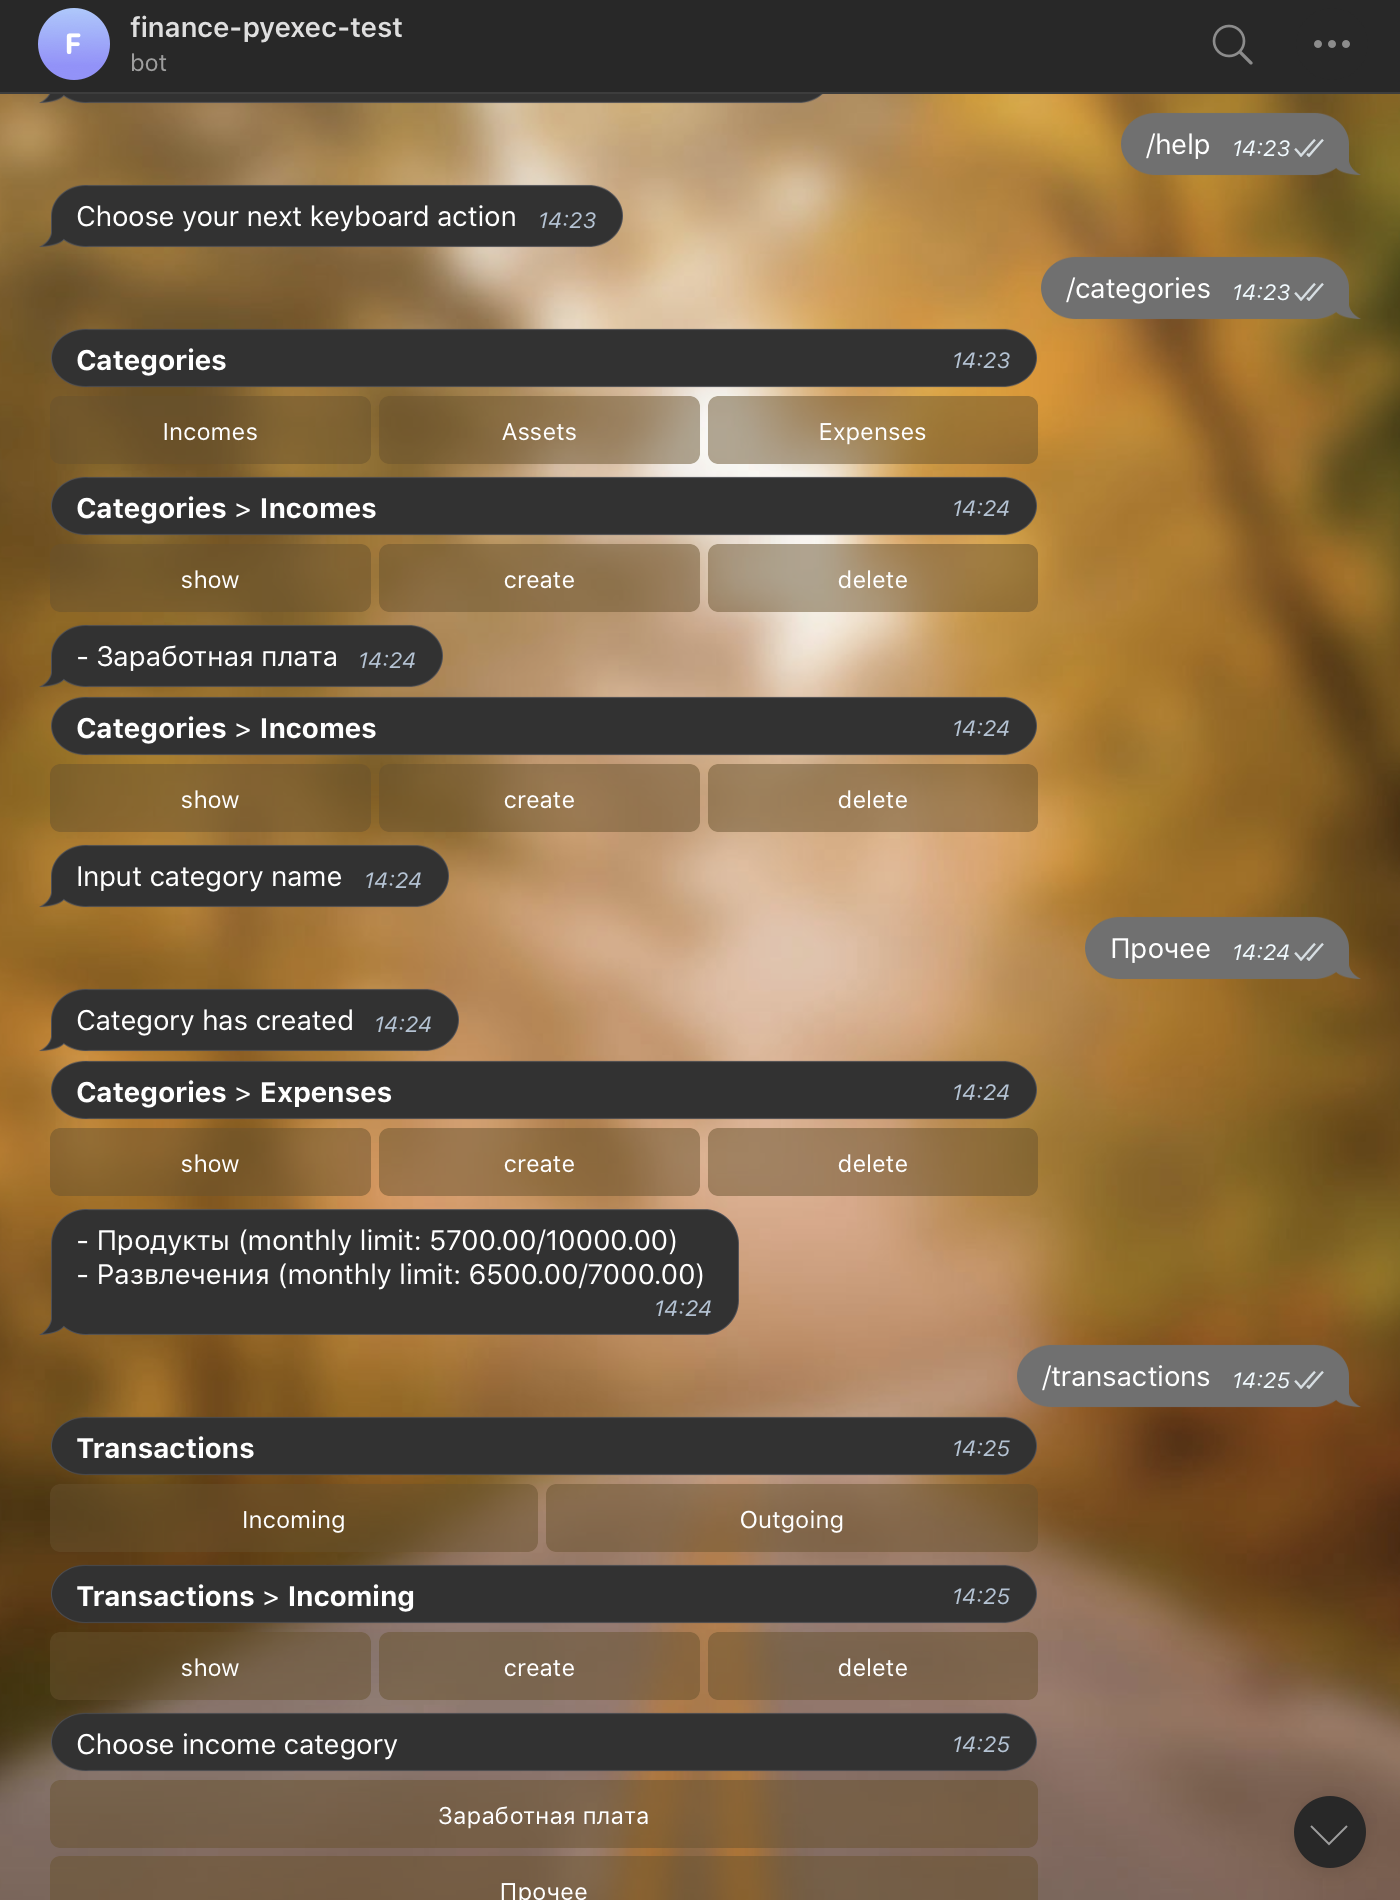 F
finance-pyexec-test
bot
/help 14:23
Choose your next keyboard action 14:23
/categories 14:23
Categories 14:23
Incomes Assets Expenses
Categories > Incomes 14:24
show create delete
- Заработная плата 14:24
Categories > Incomes 14:24
show create delete
Input category name 14:24
Прочее 14:24
Category has created 14:24
Categories > Expenses 14:24
show create delete
- Продукты (monthly limit: 5700.00/10000.00)
- Развлечения (monthly limit: 6500.00/7000.00)
14:24
/transactions 14:25
Transactions 14:25
Incoming Outgoing
Transactions > Incoming 14:25
show create delete
Choose income category 14:25
Заработная плата
Прочее